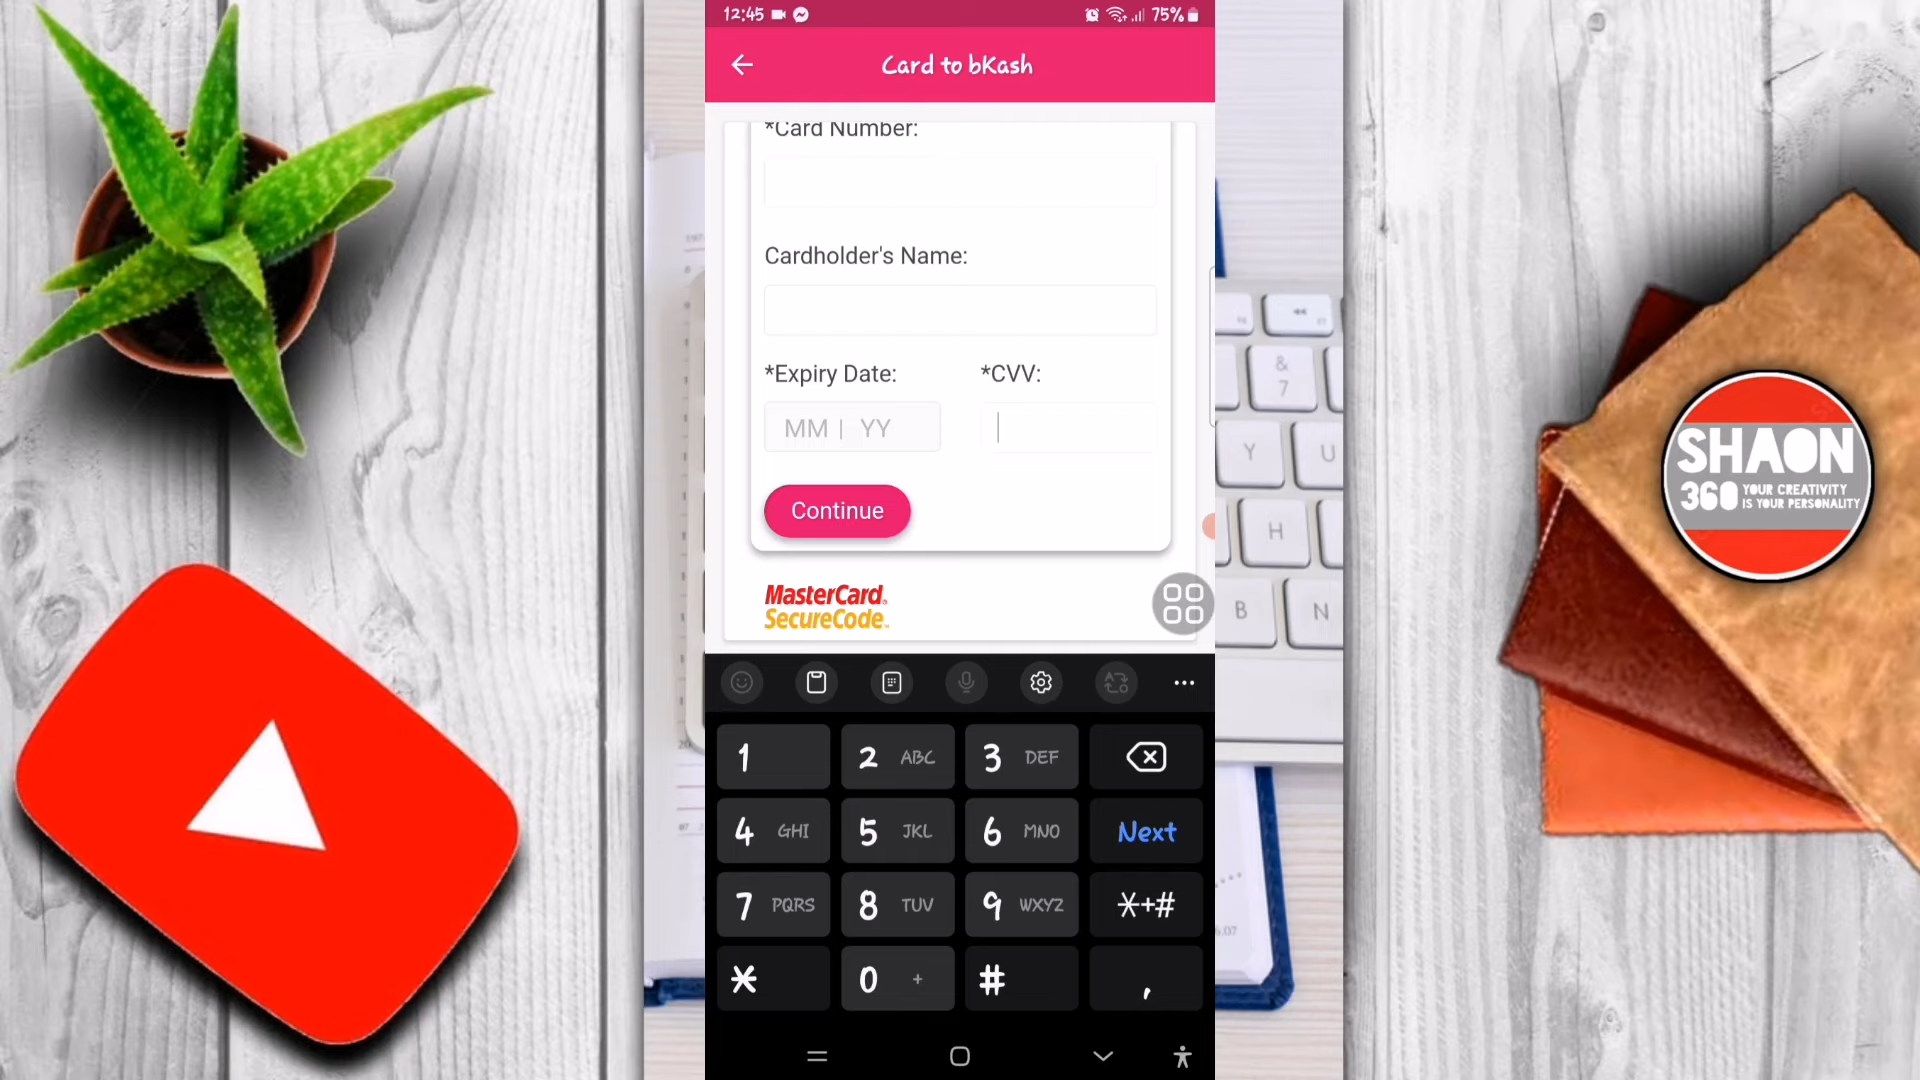 12:45
75%
Card to bKash
*Card Number:
Cardholder's Name:
*Expiry Date:
*CVV:
MM | YY
Continue
MasterCard
SecureCode
1
2 ABC
3 DEF
4 GHI
5 JKL
6 MNO
Next
7 PQRS
8 TUV
9 WXYZ
*+#
*
0 +
#
,
&
7
Y
U
H
B
N
SHAON
360 YOUR CREATIVITY
IS YOUR PERSONALITY